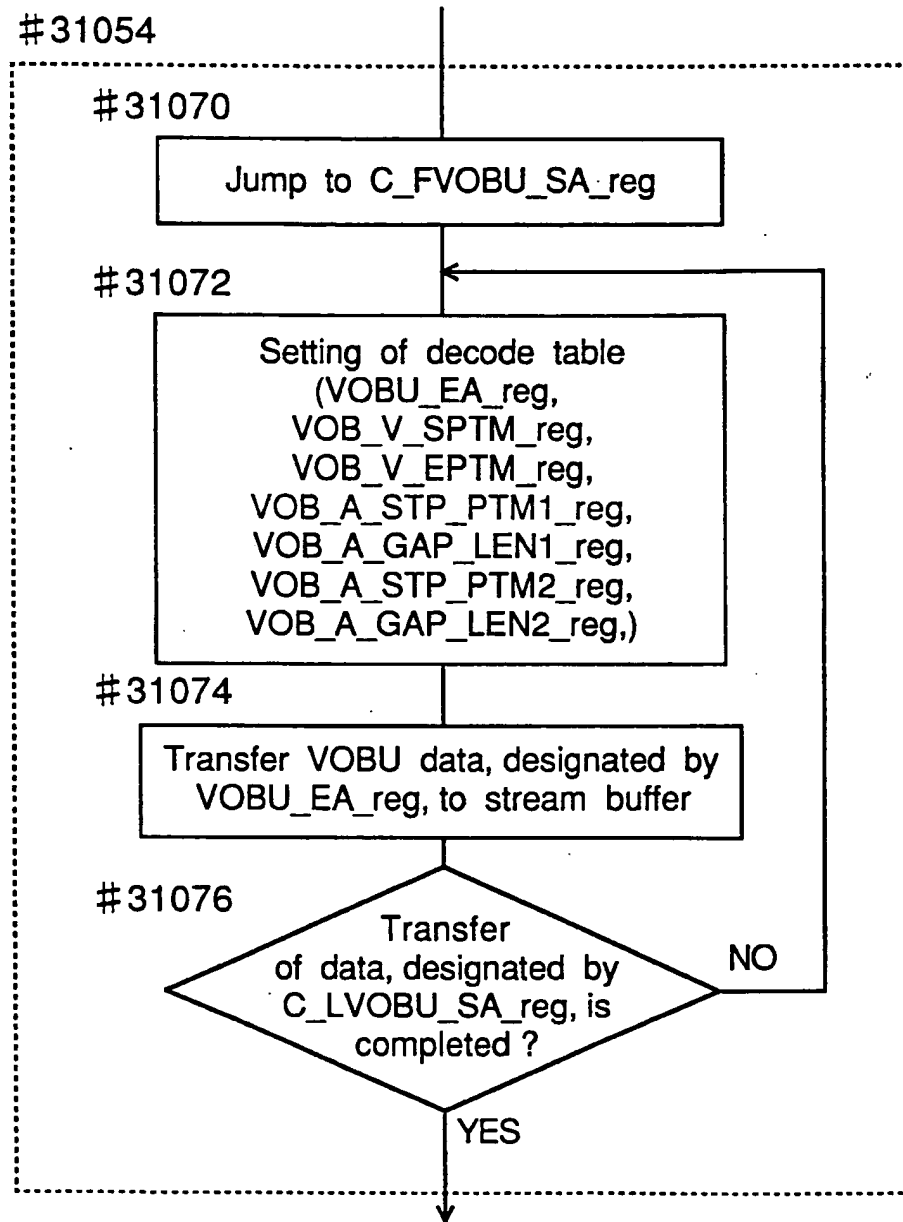 #31054
#31070
Jump to C_FVOBU_SA_reg
#31072
Setting of decode table
(VOBU_EA_reg,
VOB_V_SPTM_reg,
VOB_V_EPTM_reg,
VOB_A_STP_PTM1_reg,
VOB_A_GAP_LEN1_reg,
VOB_A_STP_PTM2_reg,
VOB_A_GAP_LEN2_reg,)
#31074
Transfer VOBU data, designated by
VOBU_EA_reg, to stream buffer
#31076
Transfer
of data, designated by
C_LVOBU_SA_reg, is
completed ?
NO
YES